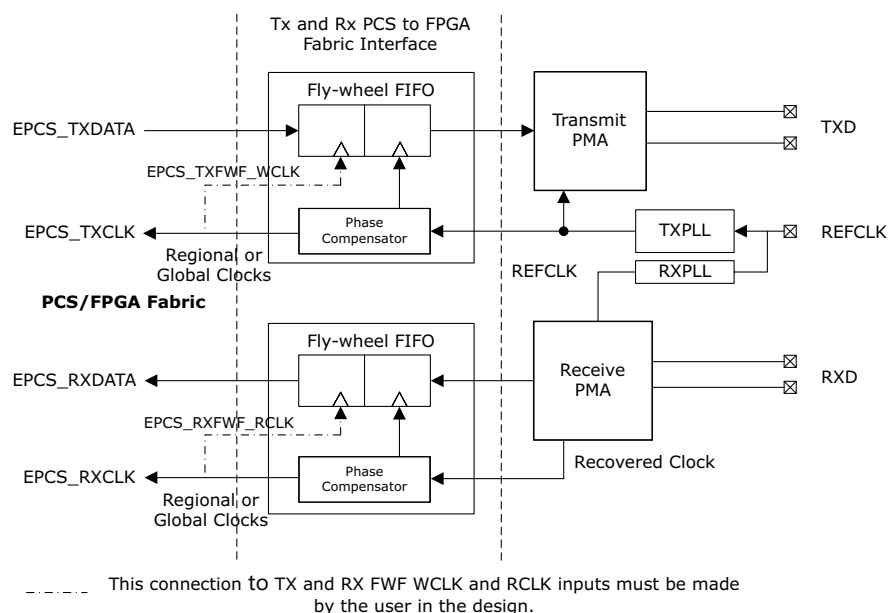 Tx and Rx PCS to FPGA
Fabric Interface
Fly-wheel FIFO
EPCS_TXDATA
Transmit
PMA
TXD
EPCS_TXFWF_WCLK
EPCS_TXCLK
Phase
Compensator
TXPLL
REFCLK
Regional or
Global Clocks
REFCLK
RXPLL
PCS/FPGA Fabric
Fly-wheel FIFO
EPCS_RXDATA
Receive
PMA
RXD
EPCS_RXFWF_RCLK
EPCS_RXCLK
Phase
Compensator
Recovered Clock
Regional or
Global Clocks
This connection to TX and RX FWF WCLK and RCLK inputs must be made
by the user in the design.